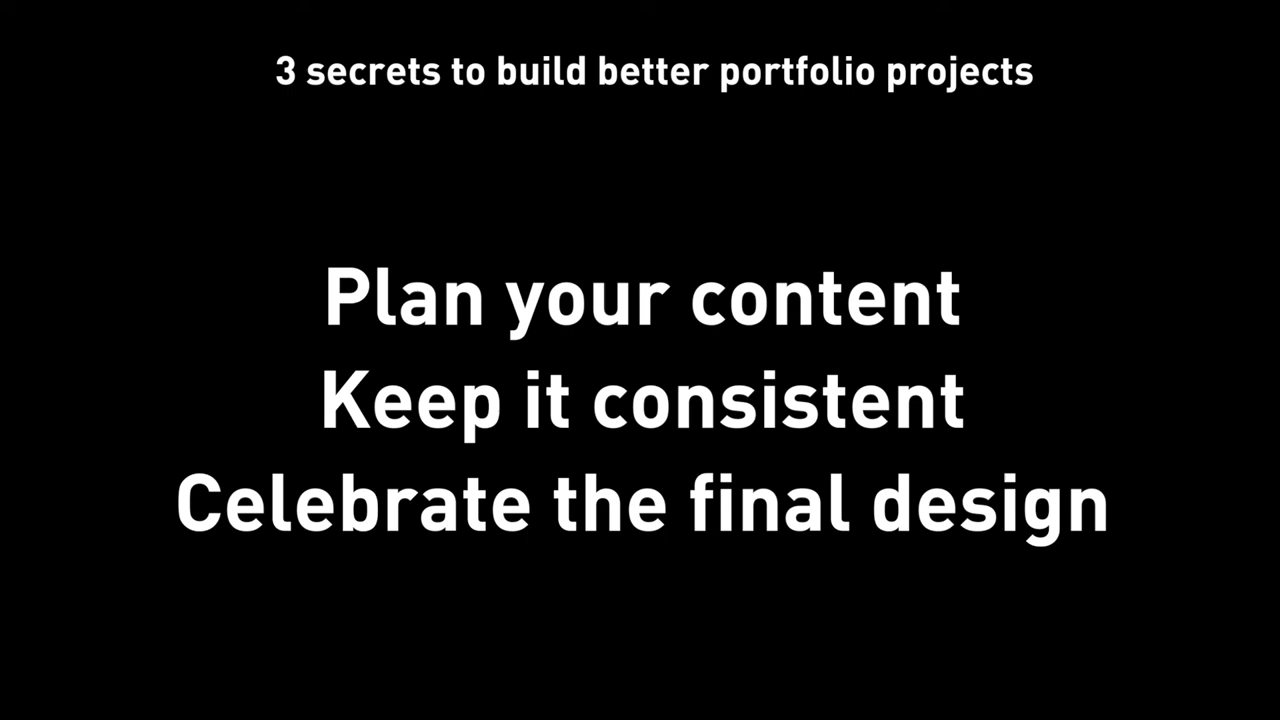 3 secrets to build better portfolio projects
Plan your content
Keep it consistent
Celebrate the final design